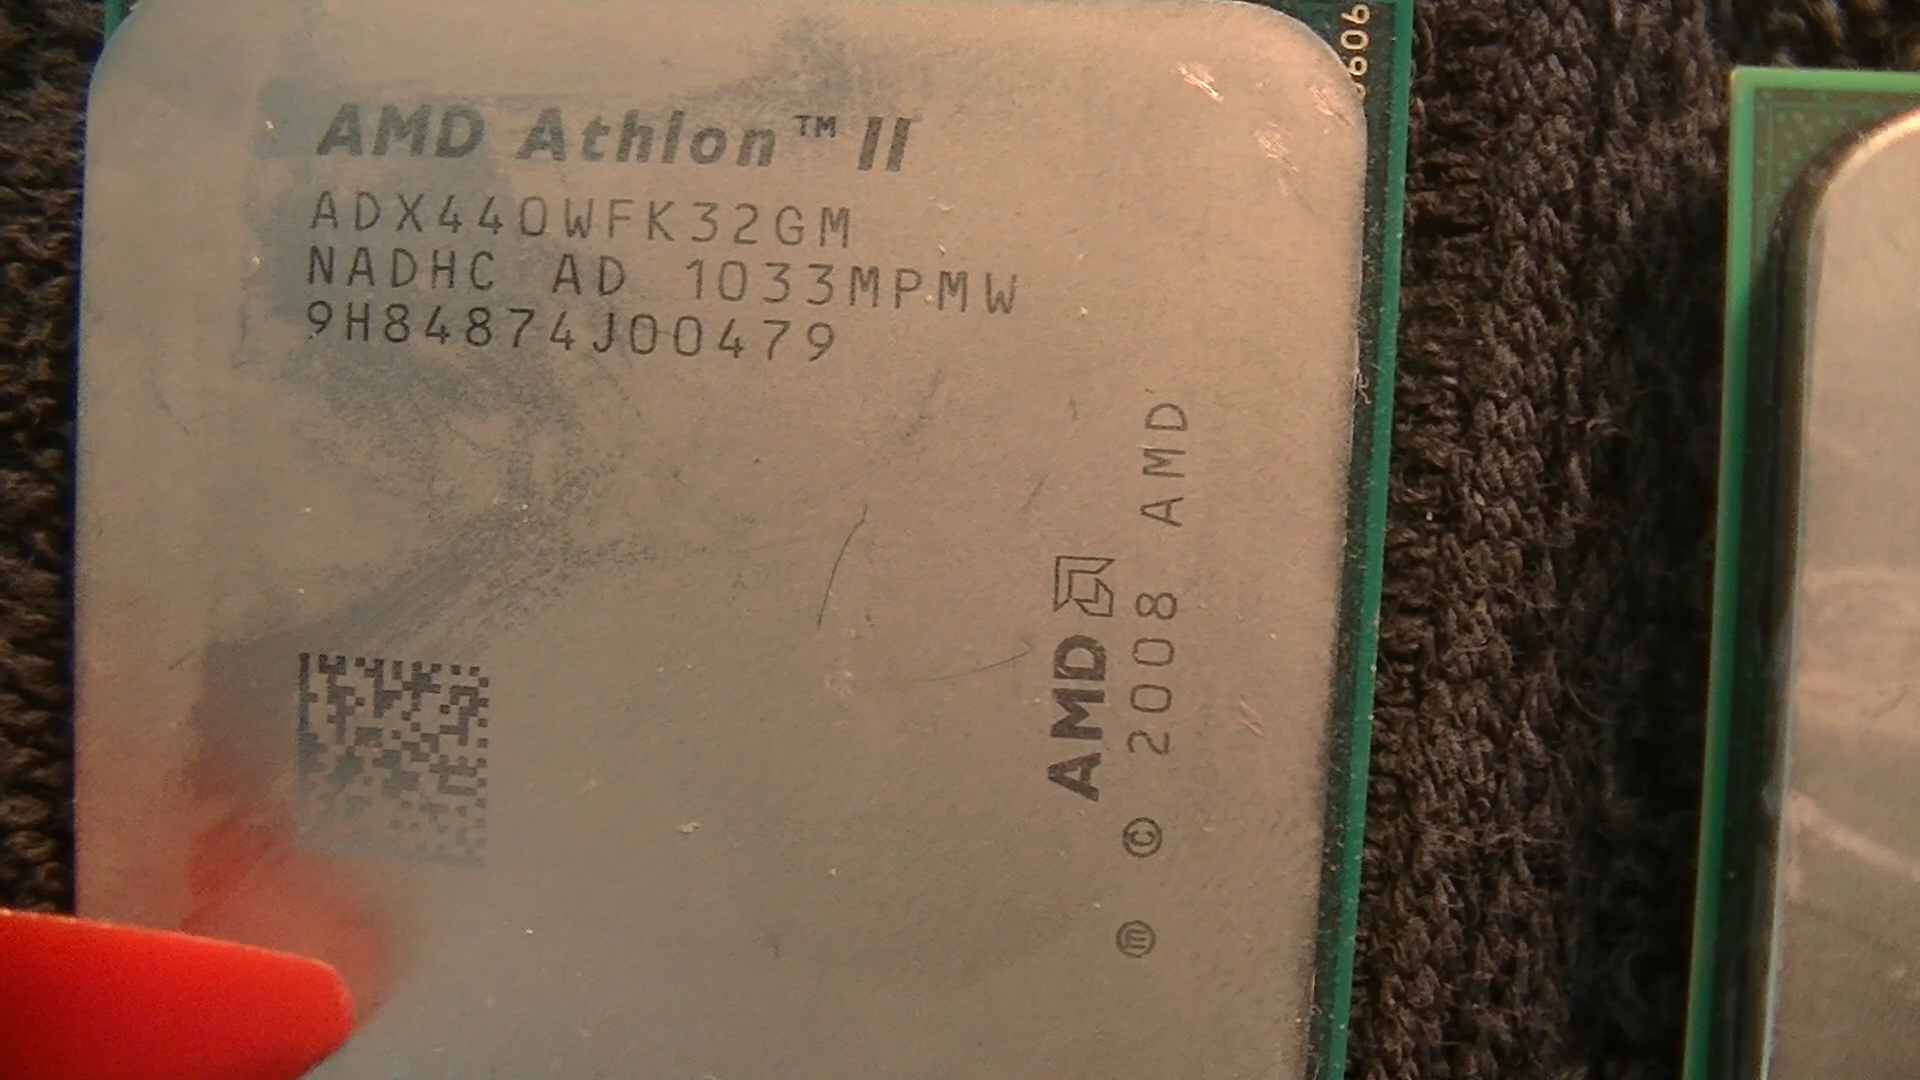 AMD Athlon™ II
ADX440WFK32GM
NADHC AD 1033MPMW
9H84874J00479
AMD
ⓜ © 2008 AMD